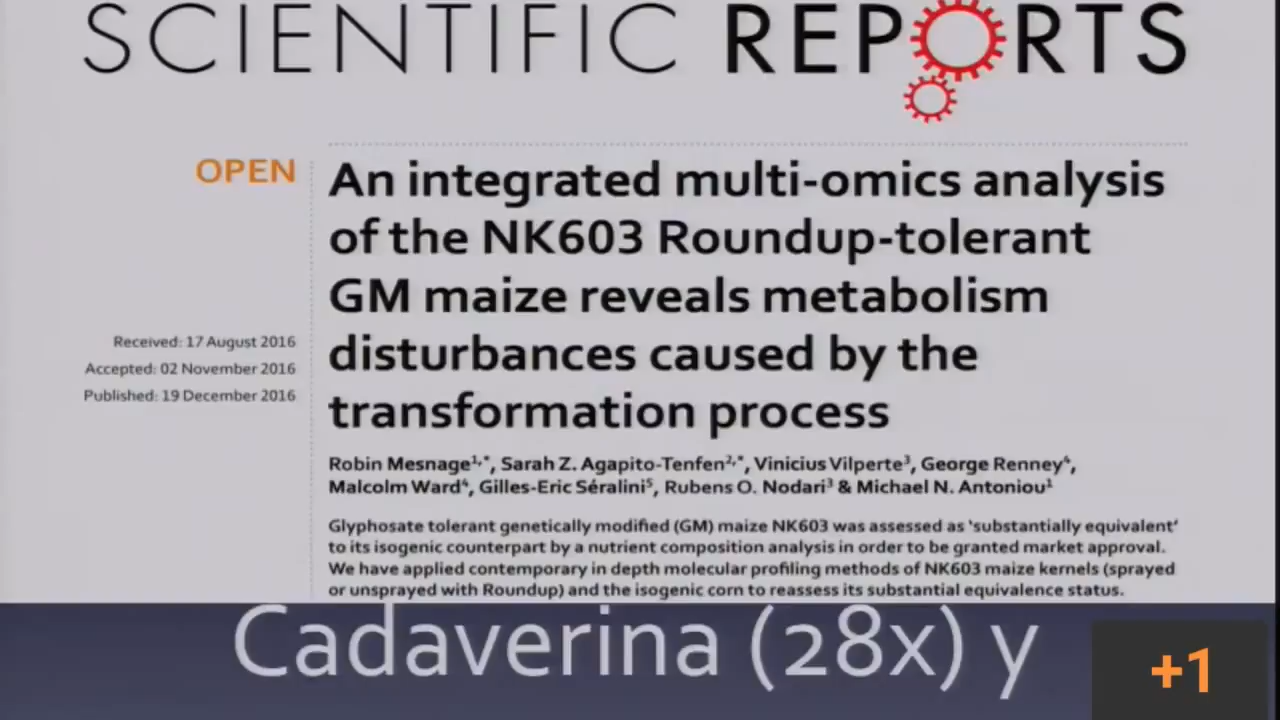 SCIENTIFIC REPORTS
OPEN
An integrated multi-omics analysis
of the NK603 Roundup-tolerant
GM maize reveals metabolism
disturbances caused by the
transformation process
Received: 17 August 2016
Accepted: 02 November 2016
Published: 19 December 2016
Robin Mesnage¹,*, Sarah Z. Agapito-Tenfen²,*, Vinicius Vilperte³, George Renney⁴,
Malcolm Ward⁴, Gilles-Eric Séralini⁵, Rubens O. Nodari³ & Michael N. Antoniou¹
Glyphosate tolerant genetically modified (GM) maize NK603 was assessed as ‘substantially equivalent’
to its isogenic counterpart by a nutrient composition analysis in order to be granted market approval.
We have applied contemporary in depth molecular profiling methods of NK603 maize kernels (sprayed
or unsprayed with Roundup) and the isogenic corn to reassess its substantial equivalence status.
Cadaverina (28x) y
+1